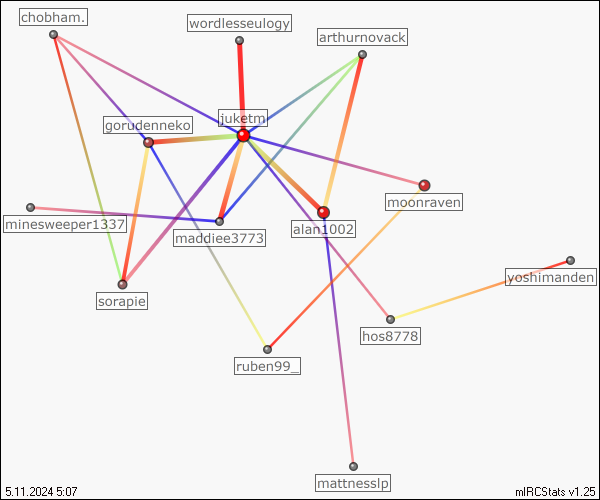 chobham.
wordlesseulogy
arthurnovack
juketm
gorudenneko
moonraven
minesweeper1337
maddiee3773
alan1002
yoshimanden
sorapie
hos8778
ruben99_
mattnesslp
5.11.2024 5:07
mIRCStats v1.25